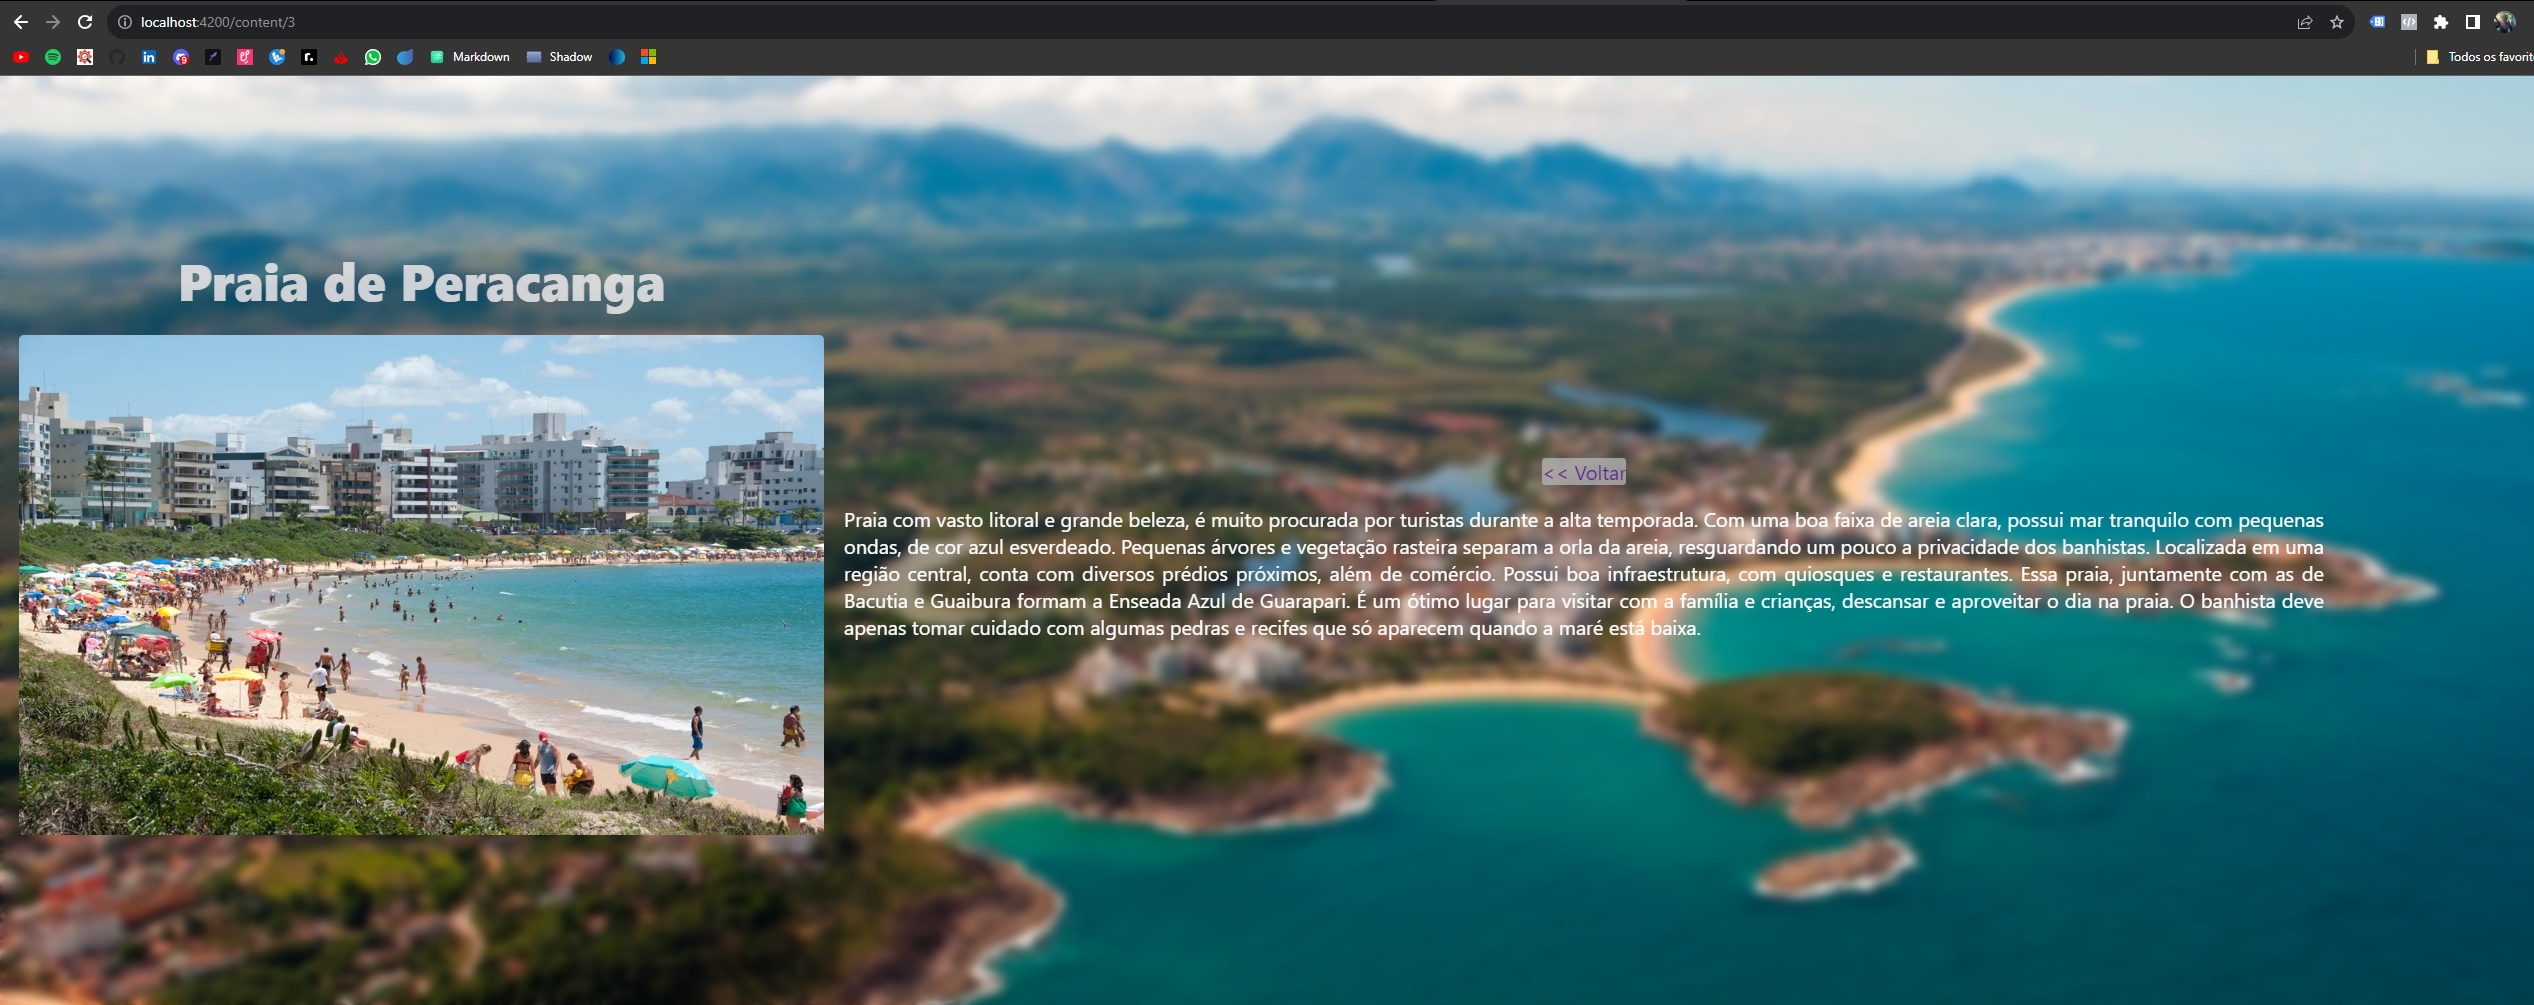 localhost:4200/content/3
Markdown
Shadow
Todos os favorit
Praia de Peracanga
<< Voltar
Praia com vasto litoral e grande beleza, é muito procurada por turistas durante a alta temporada. Com uma boa faixa de areia clara, possui mar tranquilo com pequenas
ondas, de cor azul esverdeado. Pequenas árvores e vegetação rasteira separam a orla da areia, resguardando um pouco a privacidade dos banhistas. Localizada em uma
região central, conta com diversos prédios próximos, além de comércio. Possui boa infraestrutura, com quiosques e restaurantes. Essa praia, juntamente com as de
Bacutia e Guaibura formam a Enseada Azul de Guarapari. É um ótimo lugar para visitar com a família e crianças, descansar e aproveitar o dia na praia. O banhista deve
apenas tomar cuidado com algumas pedras e recifes que só aparecem quando a maré está baixa.